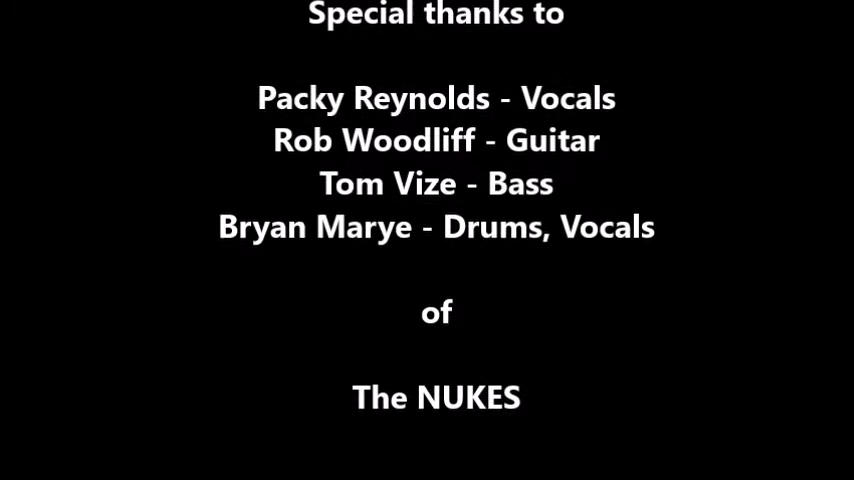 Special thanks to
Packy Reynolds - Vocals
Rob Woodliff - Guitar
Tom Vize - Bass
Bryan Marye - Drums, Vocals
of
The NUKES